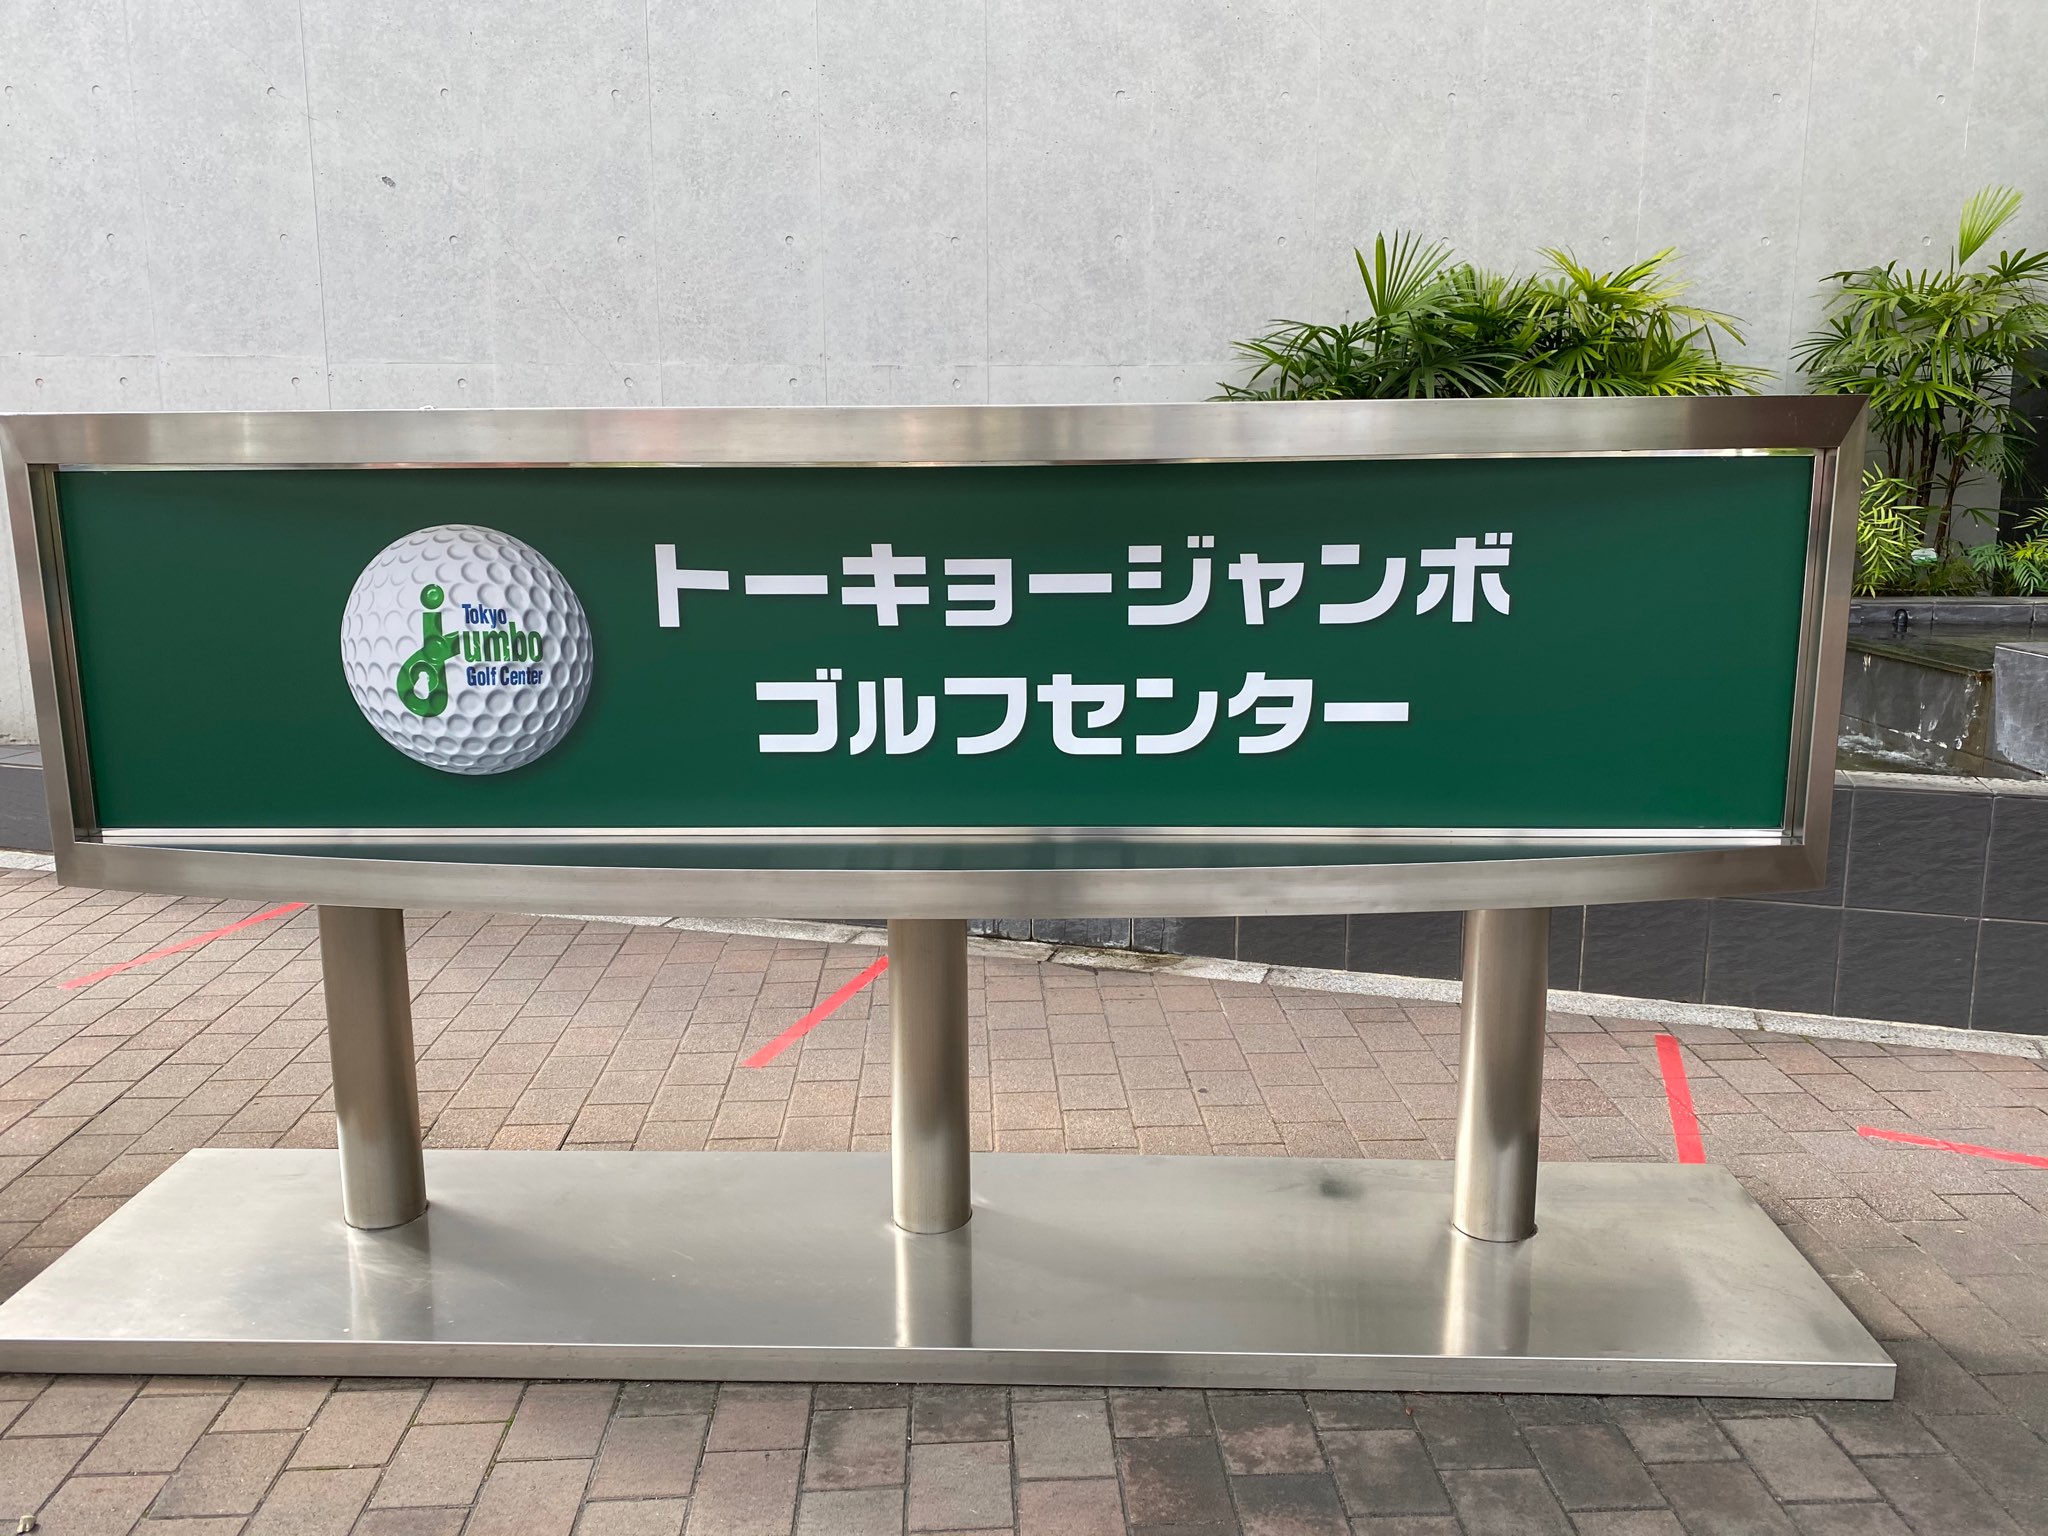 Tokyo
Jumbo
Golf Center
トーキョージャンボ
ゴルフセンター